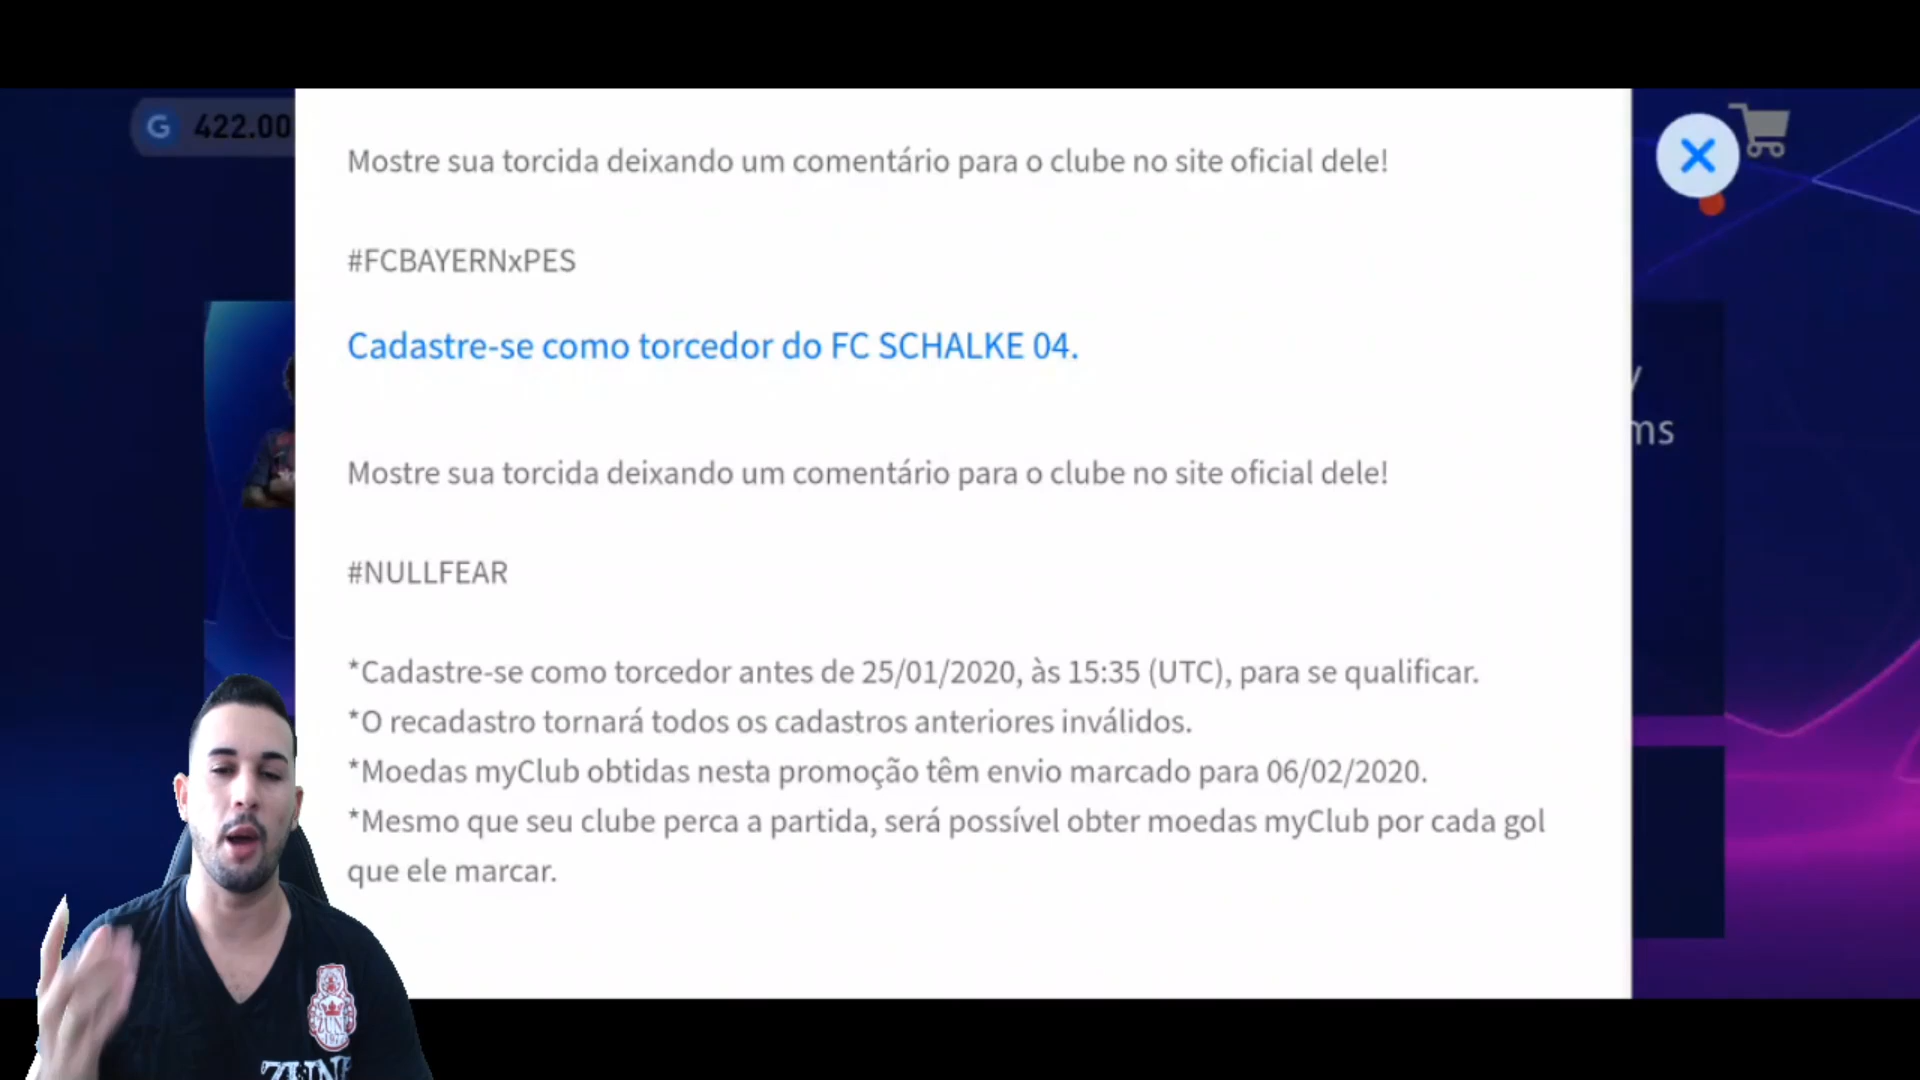 422.00
Mostre sua torcida deixando um comentário para o clube no site oficial dele!
#FCBAYERNxPES
Cadastre-se como torcedor do FC SCHALKE 04.
ms
Mostre sua torcida deixando um comentário para o clube no site oficial dele!
#NULLFEAR
*Cadastre-se como torcedor antes de 25/01/2020, às 15:35 (UTC), para se qualificar.
*O recadastro tornará todos os cadastros anteriores inválidos.
*Moedas myClub obtidas nesta promoção têm envio marcado para 06/02/2020.
*Mesmo que seu clube perca a partida, será possível obter moedas myClub por cada gol
que ele marcar.